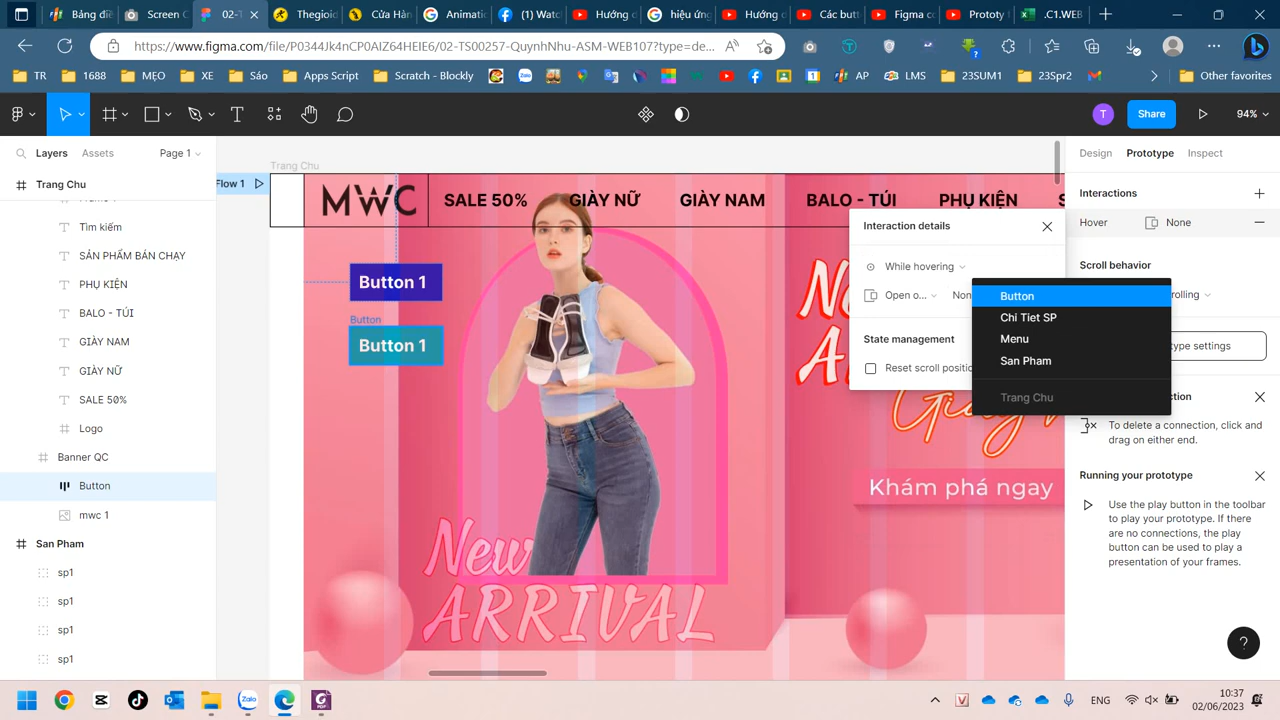 Bảng điề
Screen C
02-T
Thegioid
Cửa Hàn
Animatic
(1) Watc
Hướng d
hiệu ứng
Hướng d
Các butt
Figma cơ
Prototy
.C1.WEB
https://www.figma.com/file/P0344Jk4nCP0AIZ64HEIE6/02-TS00257-QuynhNhu-ASM-WEB107?type=de...
TR
1688
MẸO
XE
Sáo
Apps Script
Scratch - Blockly
AP
LMS
23SUM1
23Spr2
Other favorites
T
Share
94%
Layers
Assets
Page 1
Trang Chu
Design
Prototype
Inspect
Trang Chu
Flow 1
Interactions
Hover
None
MWC
SALE 50%
GIÀY NỮ
GIÀY NAM
BALO - TÚI
PHỤ KIỆN
S
Tìm kiếm
SẢN PHẨM BÁN CHẠY
PHỤ KIỆN
BALO - TÚI
GIÀY NAM
GIÀY NỮ
SALE 50%
Logo
Banner QC
Button
mwc 1
San Pham
sp1
sp1
sp1
sp1
Button 1
Button
Button 1
Interaction details
While hovering
Open o...
Non
State management
Reset scroll positio
Button
Chi Tiet SP
Menu
San Pham
Trang Chu
Scroll behavior
rolling
type settings
ction
To delete a connection, click and
drag on either end.
Running your prototype
Use the play button in the toolbar
to play your prototype. If there
are no connections, the play
button can be used to play a
prototype of your frames.
Khám phá ngay
New
ARRIVAL
?
ENG
10:37
02/06/2023